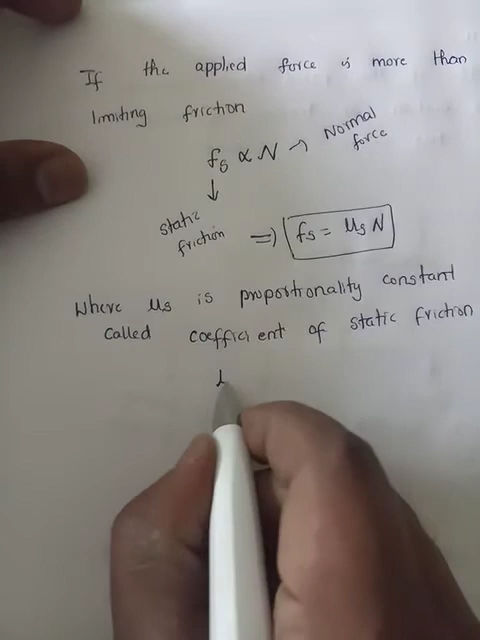 If the applied force is more than
limiting friction
fs ∝ N → Normal force
↓
static friction ⇒ fs = μs N
Where μs is proportionality constant
called coefficient of static friction